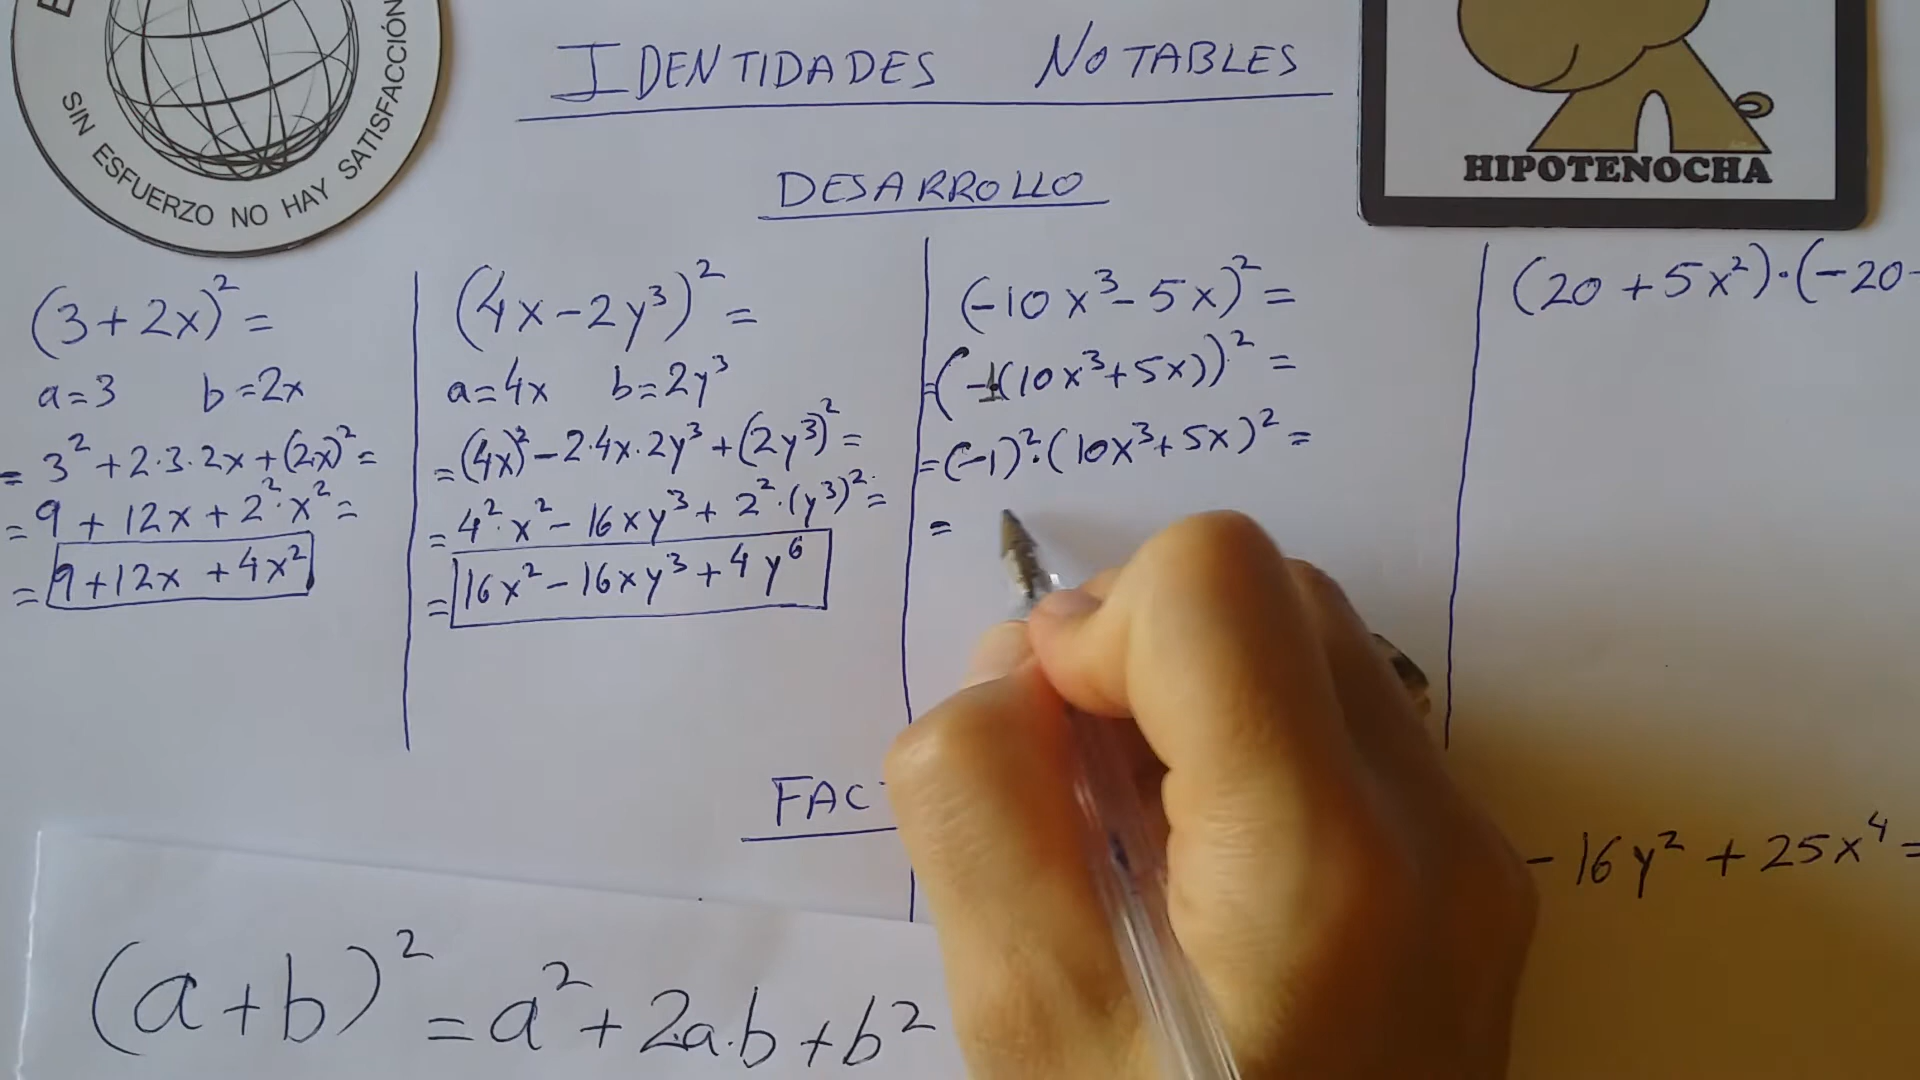 SIN ESFUERZO NO HAY SATISFACCIÓN
IDENTIDADES NOTABLES
HIPOTENOCHA
DESARROLLO
(3+2x)²=
a=3 b=2x
= 3²+2·3·2x+(2x)²=
= 9+12x+2²·x²=
= 9+12x+4x²
(4x-2y³)²=
a=4x b=2y³
=(4x)²-2·4x·2y³+(2y³)²=
= 4²·x²-16xy³+2²·(y³)²=
= 16x²-16xy³+4y⁶
(-10x³-5x)²=
=(-1(10x³+5x))²=
=(-1)²·(10x³+5x)²=
=
(20+5x²)·(-20-
FACT
-16y²+25x⁴=
(a+b)²=a²+2a·b+b²